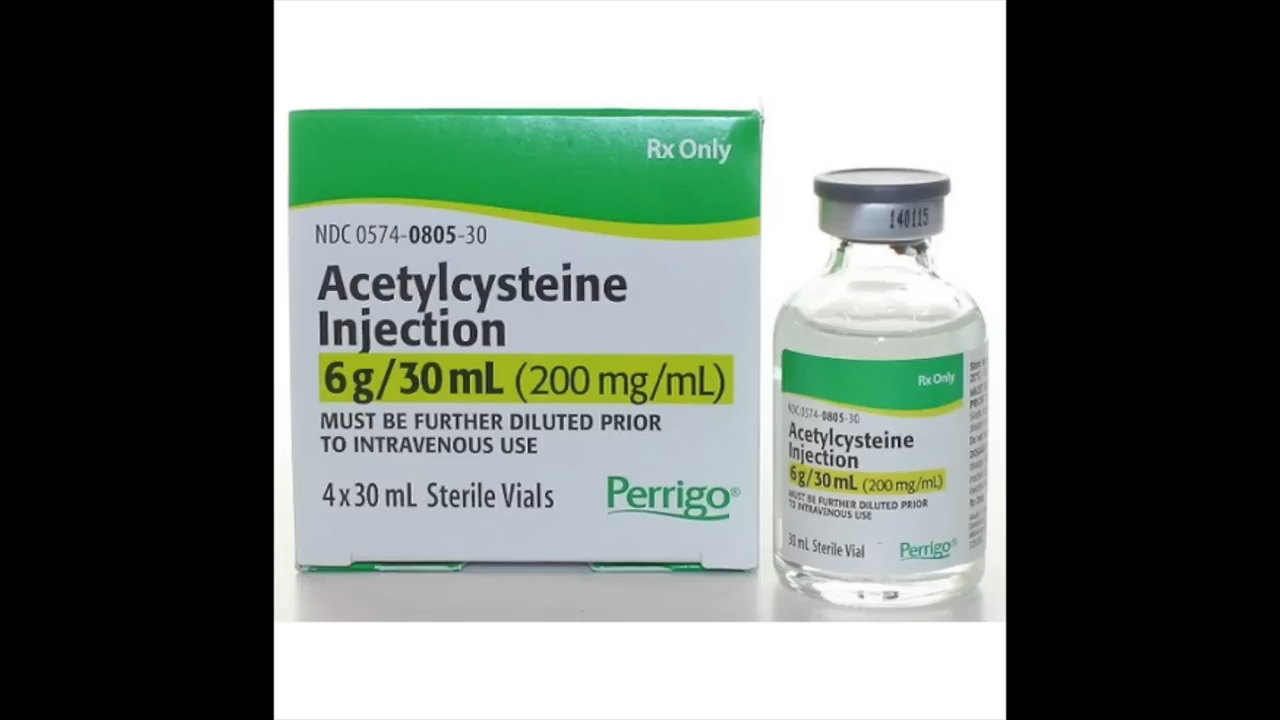 Rx Only
NDC 0574-0805-30
Acetylcysteine
Injection
6 g/30 mL (200 mg/mL)
MUST BE FURTHER DILUTED PRIOR
TO INTRAVENOUS USE
4 x 30 mL Sterile Vials
Perrigo®
140115
Rx Only
NDC 0574-0805-30
Acetylcysteine
Injection
6 g/30 mL (200 mg/mL)
MUST BE FURTHER DILUTED PRIOR
TO INTRAVENOUS USE
30 mL Sterile Vial
Perrigo®